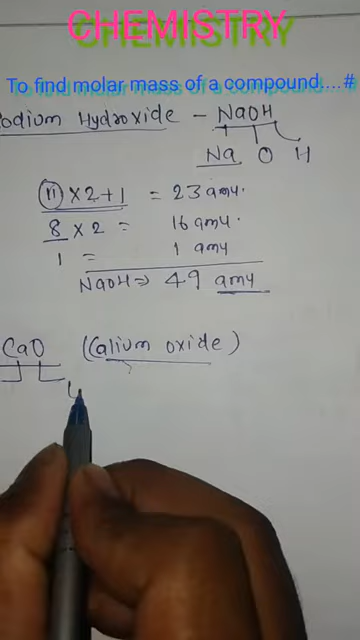 CHEMISTRY
To find molar mass of a compound....#
odium Hydroxide - NaOH
Na O H
11 × 2 + 1 = 23 amu.
8 × 2 = 16 amu.
1 = 1 amu
NaOH => 49 amu
CaO (Calium oxide)